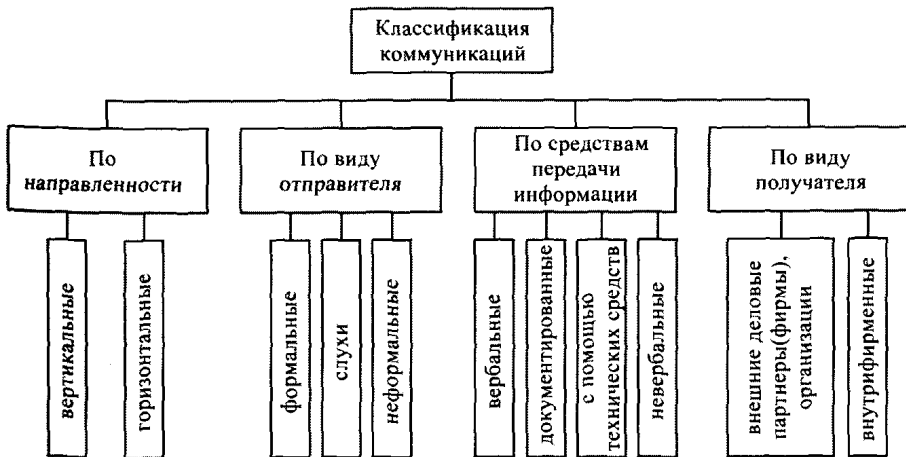 Классификация
коммуникаций
По
направленности
По виду
отправителя
По средствам
передачи
информации
По виду
получателя
вертикальные
горизонтальные
формальные
слухи
неформальные
вербальные
документированные
с помощью
технических средств
невербальные
внешние деловые
партнеры(фирмы),
организации
внутрифирменные